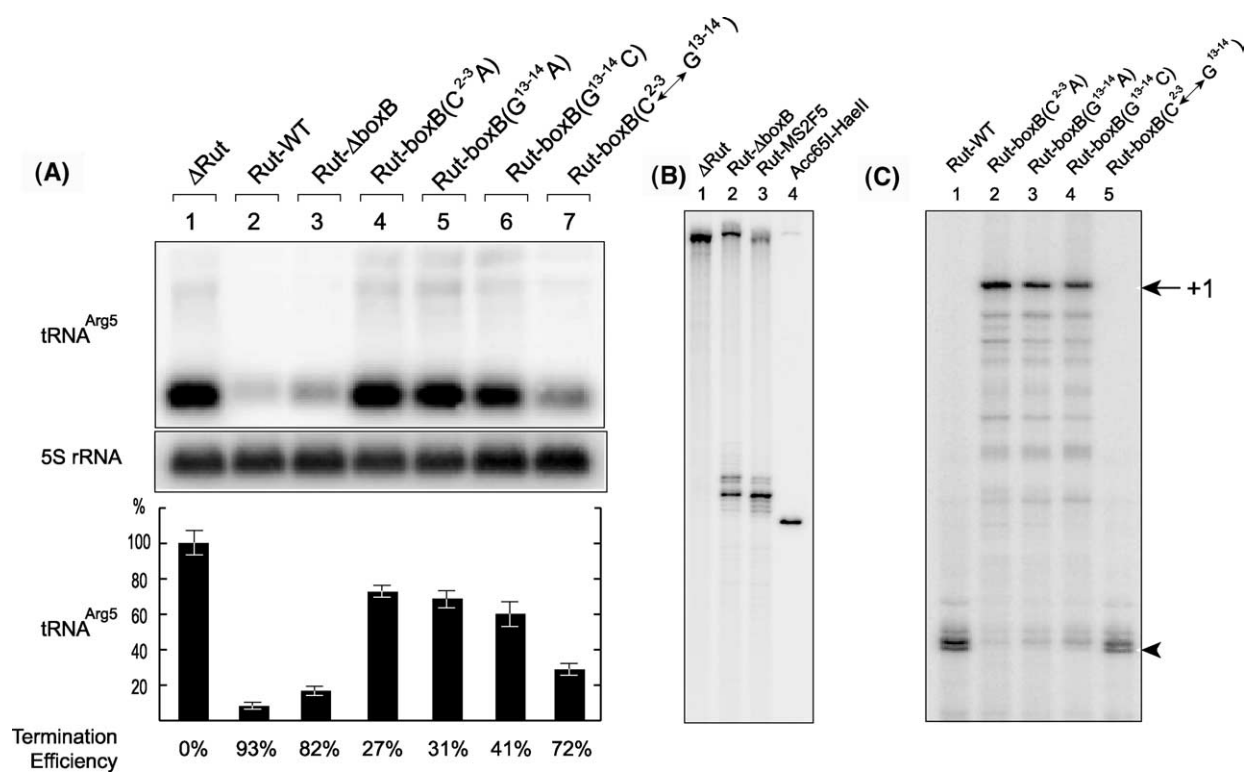 (A)
ΔRut
Rut-WT
Rut-ΔboxB
Rut-boxB(C2-3A)
Rut-boxB(G13-14A)
Rut-boxB(G13-14C)
Rut-boxB(C2-3↔G13-14)
1 2 3 4 5 6 7
tRNAArg5
5S rRNA
%
100
80
60
40
20
tRNAArg5
Termination
Efficiency
0% 93% 82% 27% 31% 41% 72%
(B)
ΔRut
Rut-ΔboxB
Rut-MS2F5
Acc65I-HaeII
1 2 3 4
(C)
Rut-WT
Rut-boxB(C2-3A)
Rut-boxB(G13-14A)
Rut-boxB(G13-14C)
Rut-boxB(C2-3↔G13-14)
1 2 3 4 5
+1